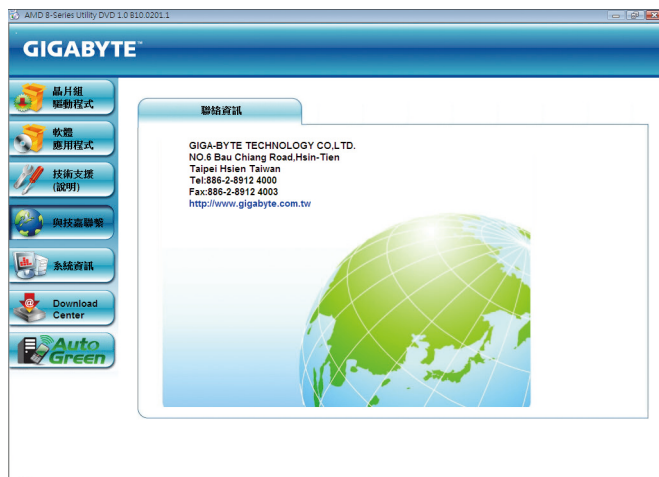 AMD 8-Series Utility DVD 1.0 B10.0201.1
GIGABYTE™
晶片組
驅動程式
軟體
應用程式
技術支援
(說明)
與技嘉聯繫
系統資訊
Download
Center
Auto
Green
聯絡資訊
GIGA-BYTE TECHNOLOGY CO,LTD.
NO.6 Bau Chiang Road,Hsin-Tien
Taipei Hsien Taiwan
Tel:886-2-8912 4000
Fax:886-2-8912 4003
http://www.gigabyte.com.tw